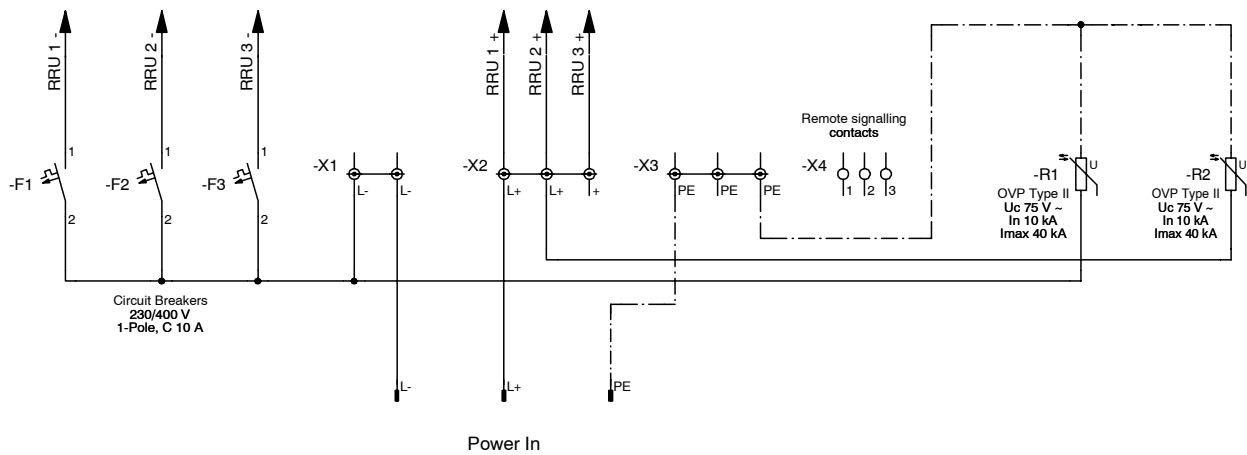 RRU 1 -
RRU 2 -
RRU 3 -
RRU 1 +
RRU 2 +
RRU 3 +
Remote signalling
contacts
1
1
1
-X1
-X2
-X3
-X4
-F1
-F2
-F3
L-
L-
L+
L+
+
PE
PE
PE
1
2
3
-R1
U
-R2
U
OVP Type II
Uc 75 V ~
In 10 kA
Imax 40 kA
OVP Type II
Uc 75 V ~
In 10 kA
Imax 40 kA
2
2
2
Circuit Breakers
230/400 V
1-Pole, C 10 A
L-
L+
PE
Power In